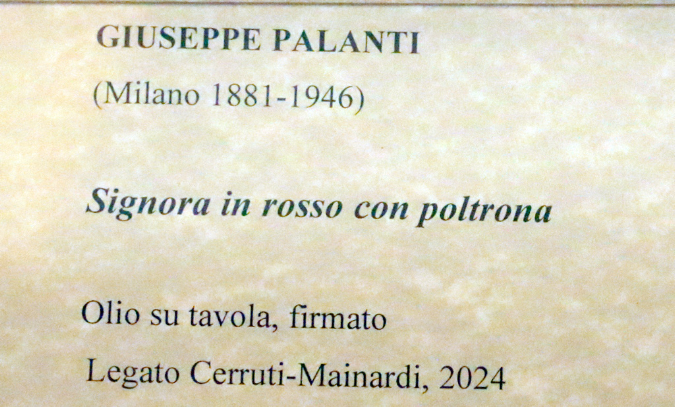 GIUSEPPE PALANTI
(Milano 1881-1946)
Signora in rosso con poltrona
Olio su tavola, firmato
Legato Cerruti-Mainardi, 2024